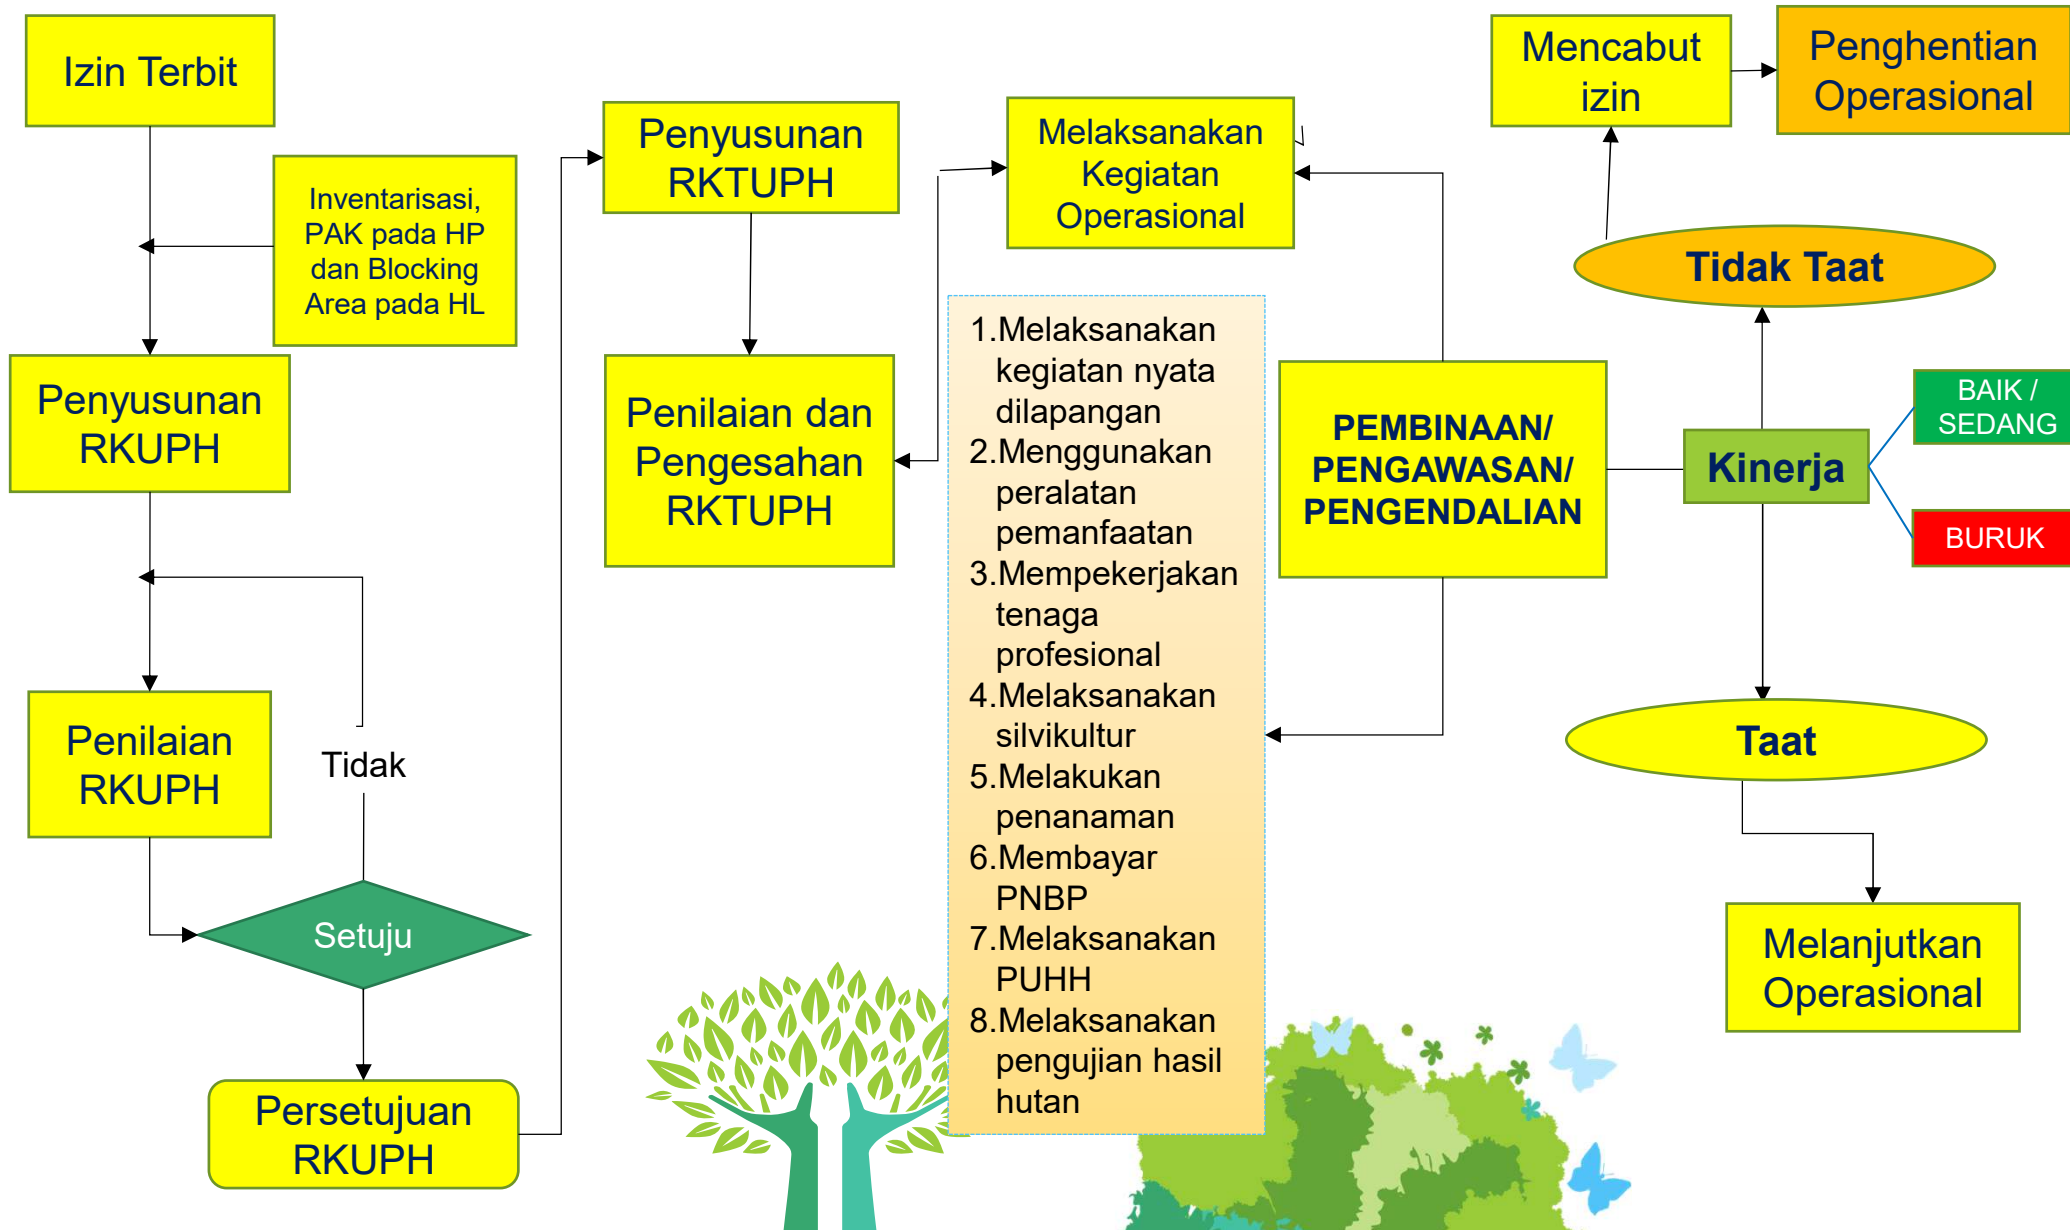 Izin Terbit
Inventarisasi,
PAK pada HP
dan Blocking
Area pada HL
Penyusunan
RKUPH
Penilaian
RKUPH
Tidak
Setuju
Persetujuan
RKUPH
Penyusunan
RKTUPH
Penilaian dan
Pengesahan
RKTUPH
Melaksanakan
Kegiatan
Operasional
1.Melaksanakan
kegiatan nyata
dilapangan
2.Menggunakan
peralatan
pemanfaatan
3.Mempekerjakan
tenaga
profesional
4.Melaksanakan
silvikultur
5.Melakukan
penanaman
6.Membayar
PNBP
7.Melaksanakan
PUHH
8.Melaksanakan
pengujian hasil
hutan
PEMBINAAN/
PENGAWASAN/
PENGENDALIAN
Mencabut
izin
Penghentian
Operasional
Tidak Taat
Kinerja
BAIK /
SEDANG
BURUK
Taat
Melanjutkan
Operasional